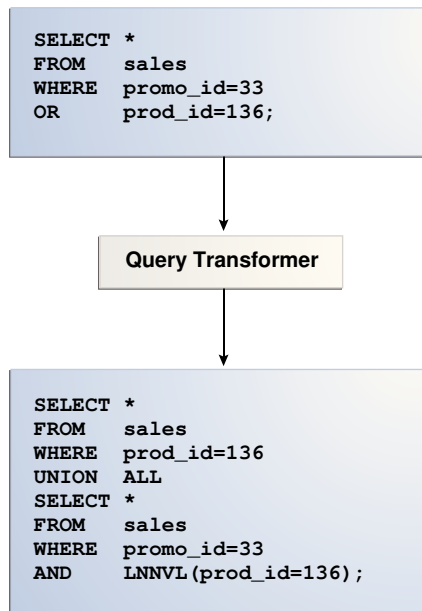 SELECT *
FROM sales
WHERE promo_id=33
OR prod_id=136;
Query Transformer
SELECT *
FROM sales
WHERE prod_id=136
UNION ALL
SELECT *
FROM sales
WHERE promo_id=33
AND LNNVL(prod_id=136);